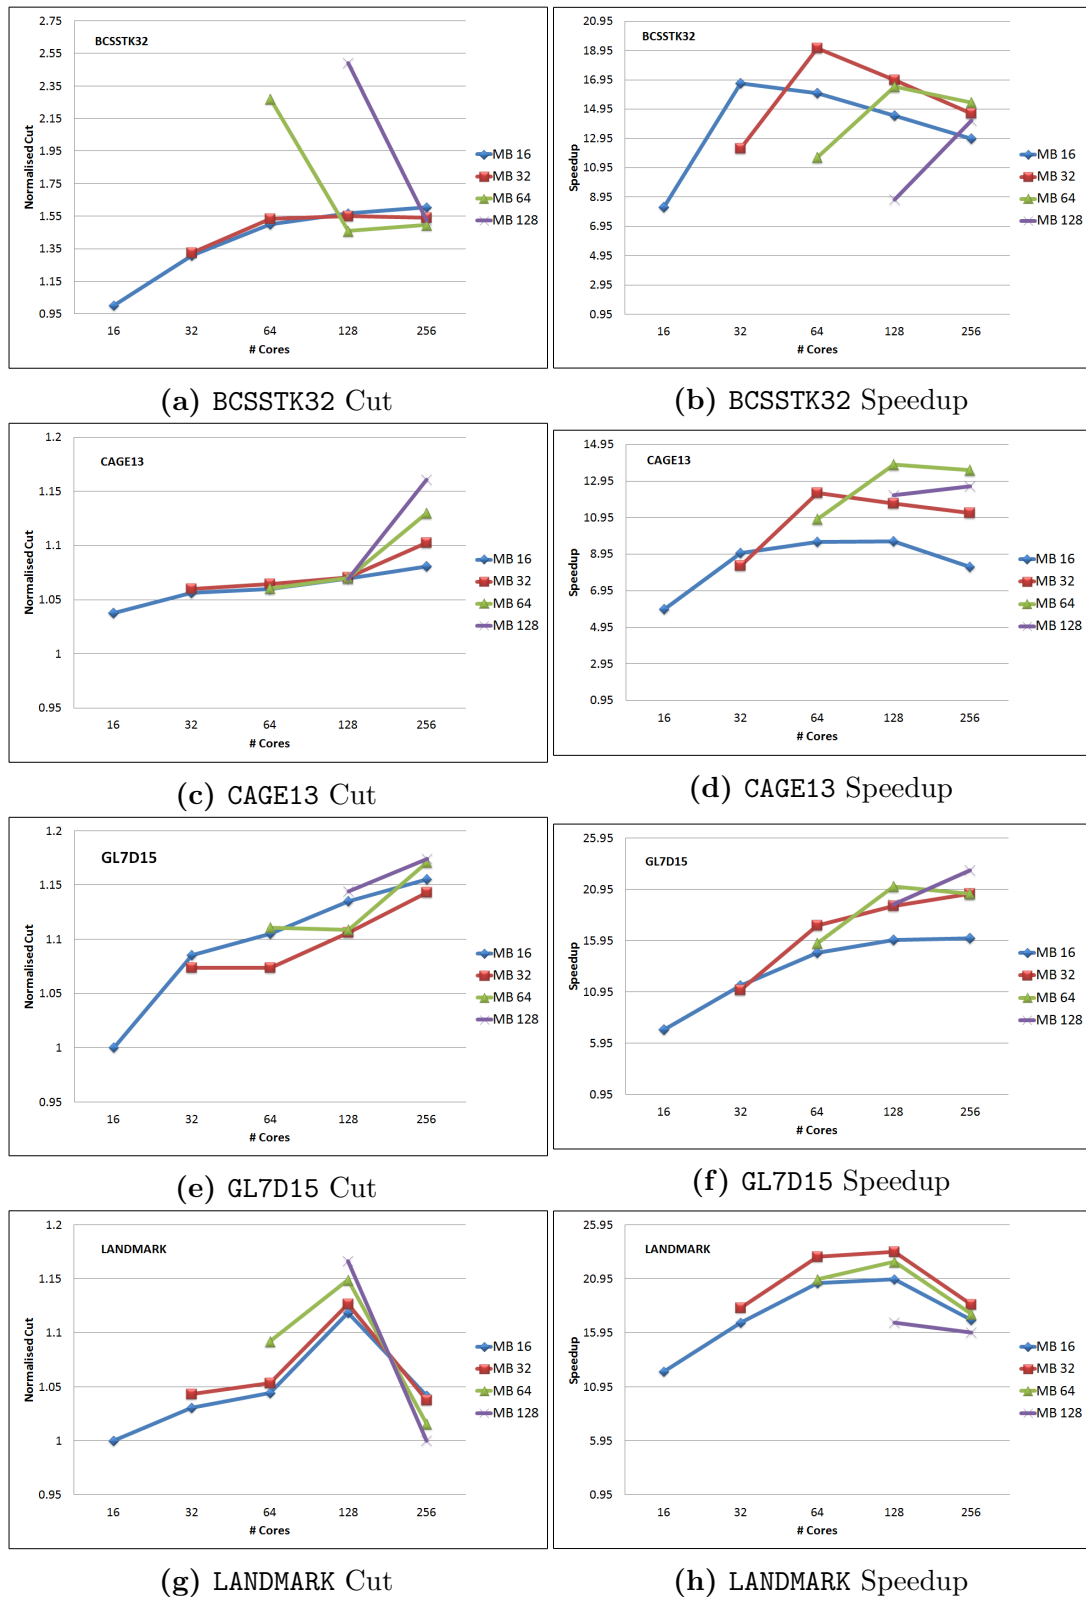 BCSSTK32
Normalised Cut
2.75
2.55
2.35
2.15
1.95
1.75
1.55
1.35
1.15
0.95
16 32 64 128 256
# Cores
MB 16
MB 32
MB 64
MB 128
(a) BCSSTK32 Cut
BCSSTK32
Speedup
20.95
18.95
16.95
14.95
12.95
10.95
8.95
6.95
4.95
2.95
0.95
16 32 64 128 256
# Cores
MB 16
MB 32
MB 64
MB 128
(b) BCSSTK32 Speedup
CAGE13
Normalised Cut
1.2
1.15
1.1
1.05
1
0.95
16 32 64 128 256
# Cores
MB 16
MB 32
MB 64
MB 128
(c) CAGE13 Cut
CAGE13
Speedup
14.95
12.95
10.95
8.95
6.95
4.95
2.95
0.95
16 32 64 128 256
# Cores
MB 16
MB 32
MB 64
MB 128
(d) CAGE13 Speedup
GL7D15
Normalised Cut
1.2
1.15
1.1
1.05
1
0.95
16 32 64 128 256
# Cores
MB 16
MB 32
MB 64
MB 128
(e) GL7D15 Cut
GL7D15
Speedup
25.95
20.95
15.95
10.95
5.95
0.95
16 32 64 128 256
# Cores
MB 16
MB 32
MB 64
MB 128
(f) GL7D15 Speedup
LANDMARK
Normalised Cut
1.2
1.15
1.1
1.05
1
0.95
16 32 64 128 256
# Cores
MB 16
MB 32
MB 64
MB 128
(g) LANDMARK Cut
LANDMARK
Speedup
25.95
20.95
15.95
10.95
5.95
0.95
16 32 64 128 256
# Cores
MB 16
MB 32
MB 64
MB 128
(h) LANDMARK Speedup